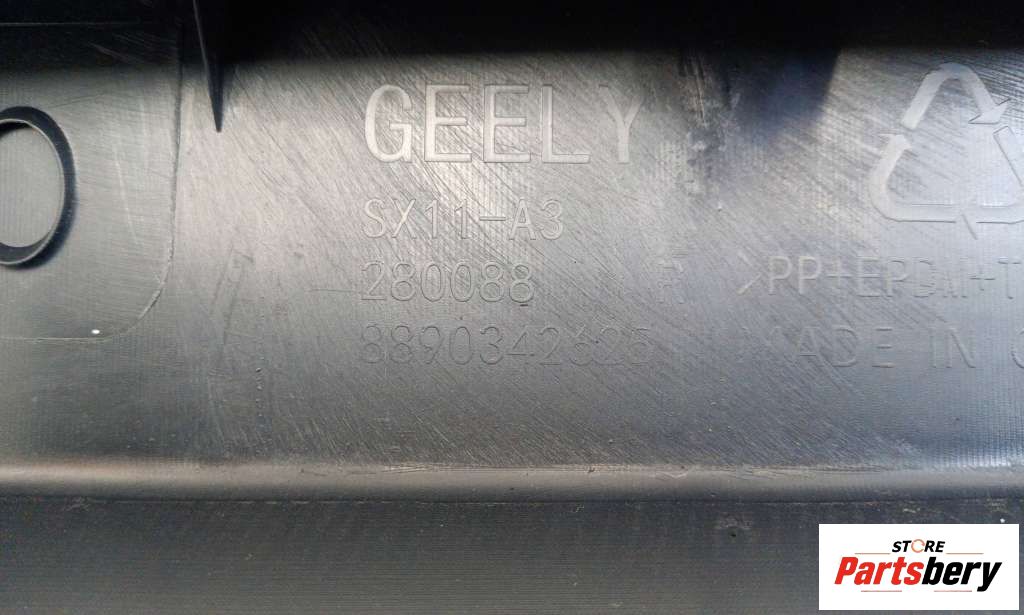 GEELY
SX11-A3
280088 R
8890342625
>PP+EPDM+T
MADE IN
STORE
Partsbery